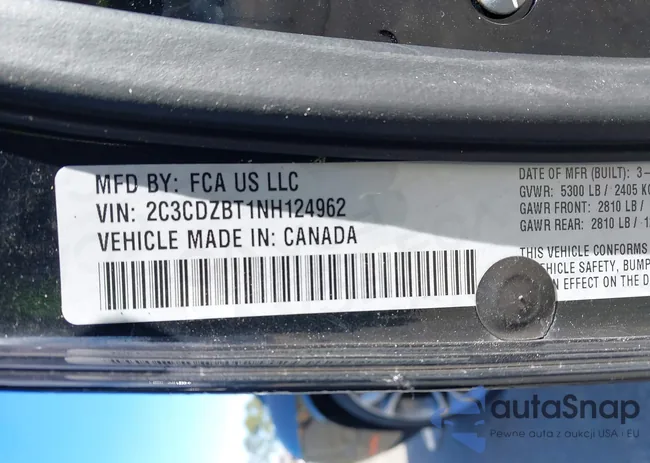 MFD BY: FCA US LLC
VIN: 2C3CDZBT1NH124962
VEHICLE MADE IN: CANADA
DATE OF MFR (BUILT): 3-
GVWR: 5300 LB / 2405 KG
GAWR FRONT: 2810 LB /
GAWR REAR: 2810 LB / 1
THIS VEHICLE CONFORMS
VEHICLE SAFETY, BUMP
N EFFECT ON THE D
autaSnap
Pewne auta z aukcji USA i EU